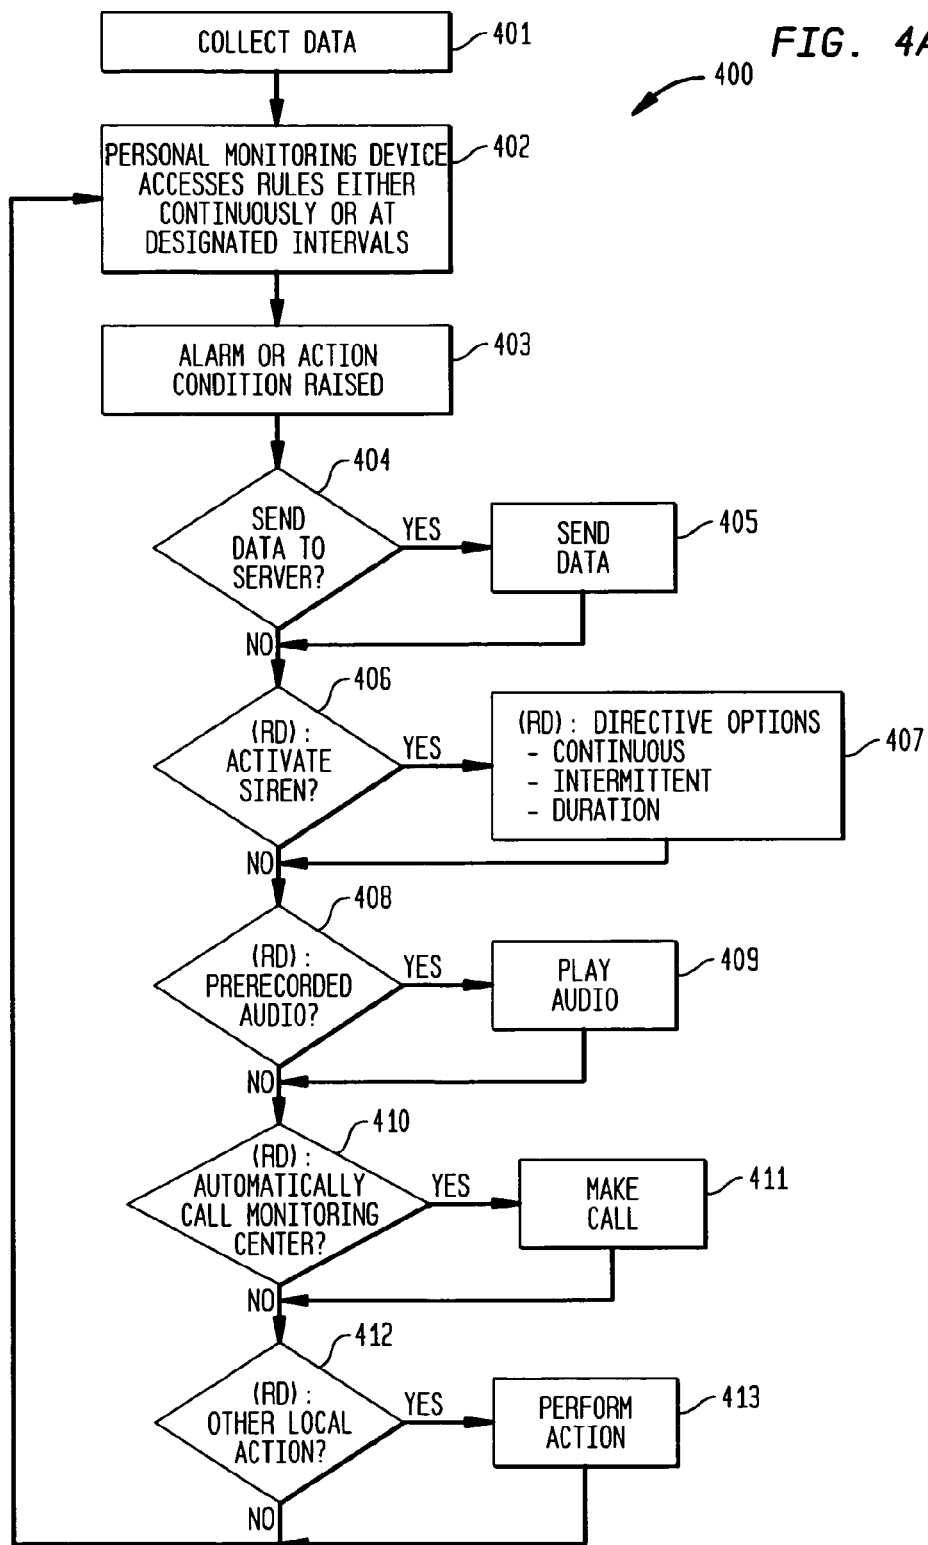 COLLECT DATA
401
FIG. 4A
400
PERSONAL MONITORING DEVICE
ACCESSES RULES EITHER
CONTINUOUSLY OR AT
DESIGNATED INTERVALS
402
ALARM OR ACTION
CONDITION RAISED
403
404
SEND
DATA TO
SERVER?
YES
SEND
DATA
405
NO
406
(RD):
ACTIVATE
SIREN?
YES
(RD): DIRECTIVE OPTIONS
- CONTINUOUS
- INTERMITTENT
- DURATION
407
NO
408
(RD):
PRERECORDED
AUDIO?
YES
PLAY
AUDIO
409
NO
410
(RD):
AUTOMATICALLY
CALL MONITORING
CENTER?
YES
MAKE
CALL
411
NO
412
(RD):
OTHER LOCAL
ACTION?
YES
PERFORM
ACTION
413
NO